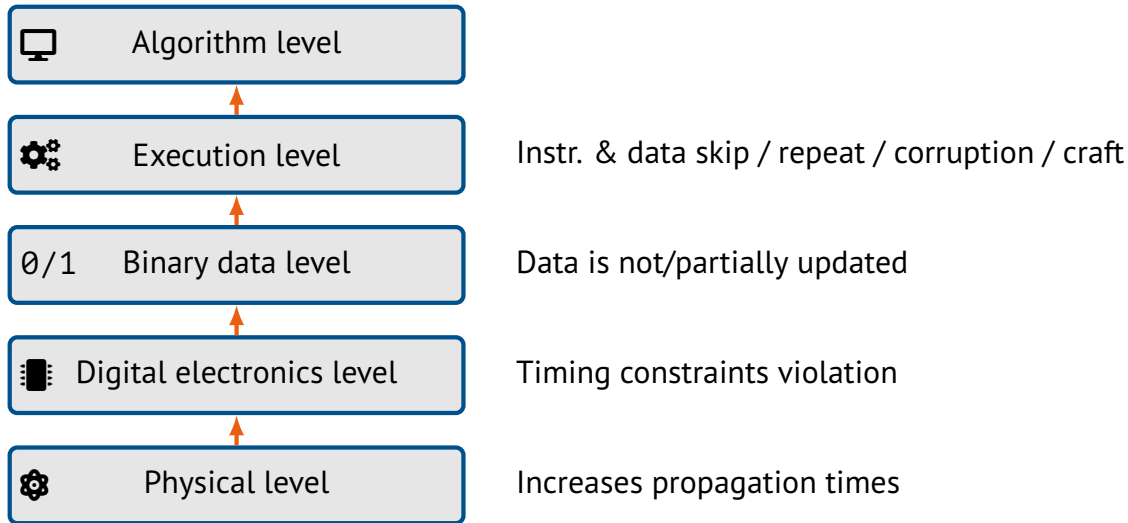 Algorithm level
Execution level Instr. & data skip / repeat / corruption / craft
0/1 Binary data level Data is not/partially updated
Digital electronics level Timing constraints violation
Physical level Increases propagation times